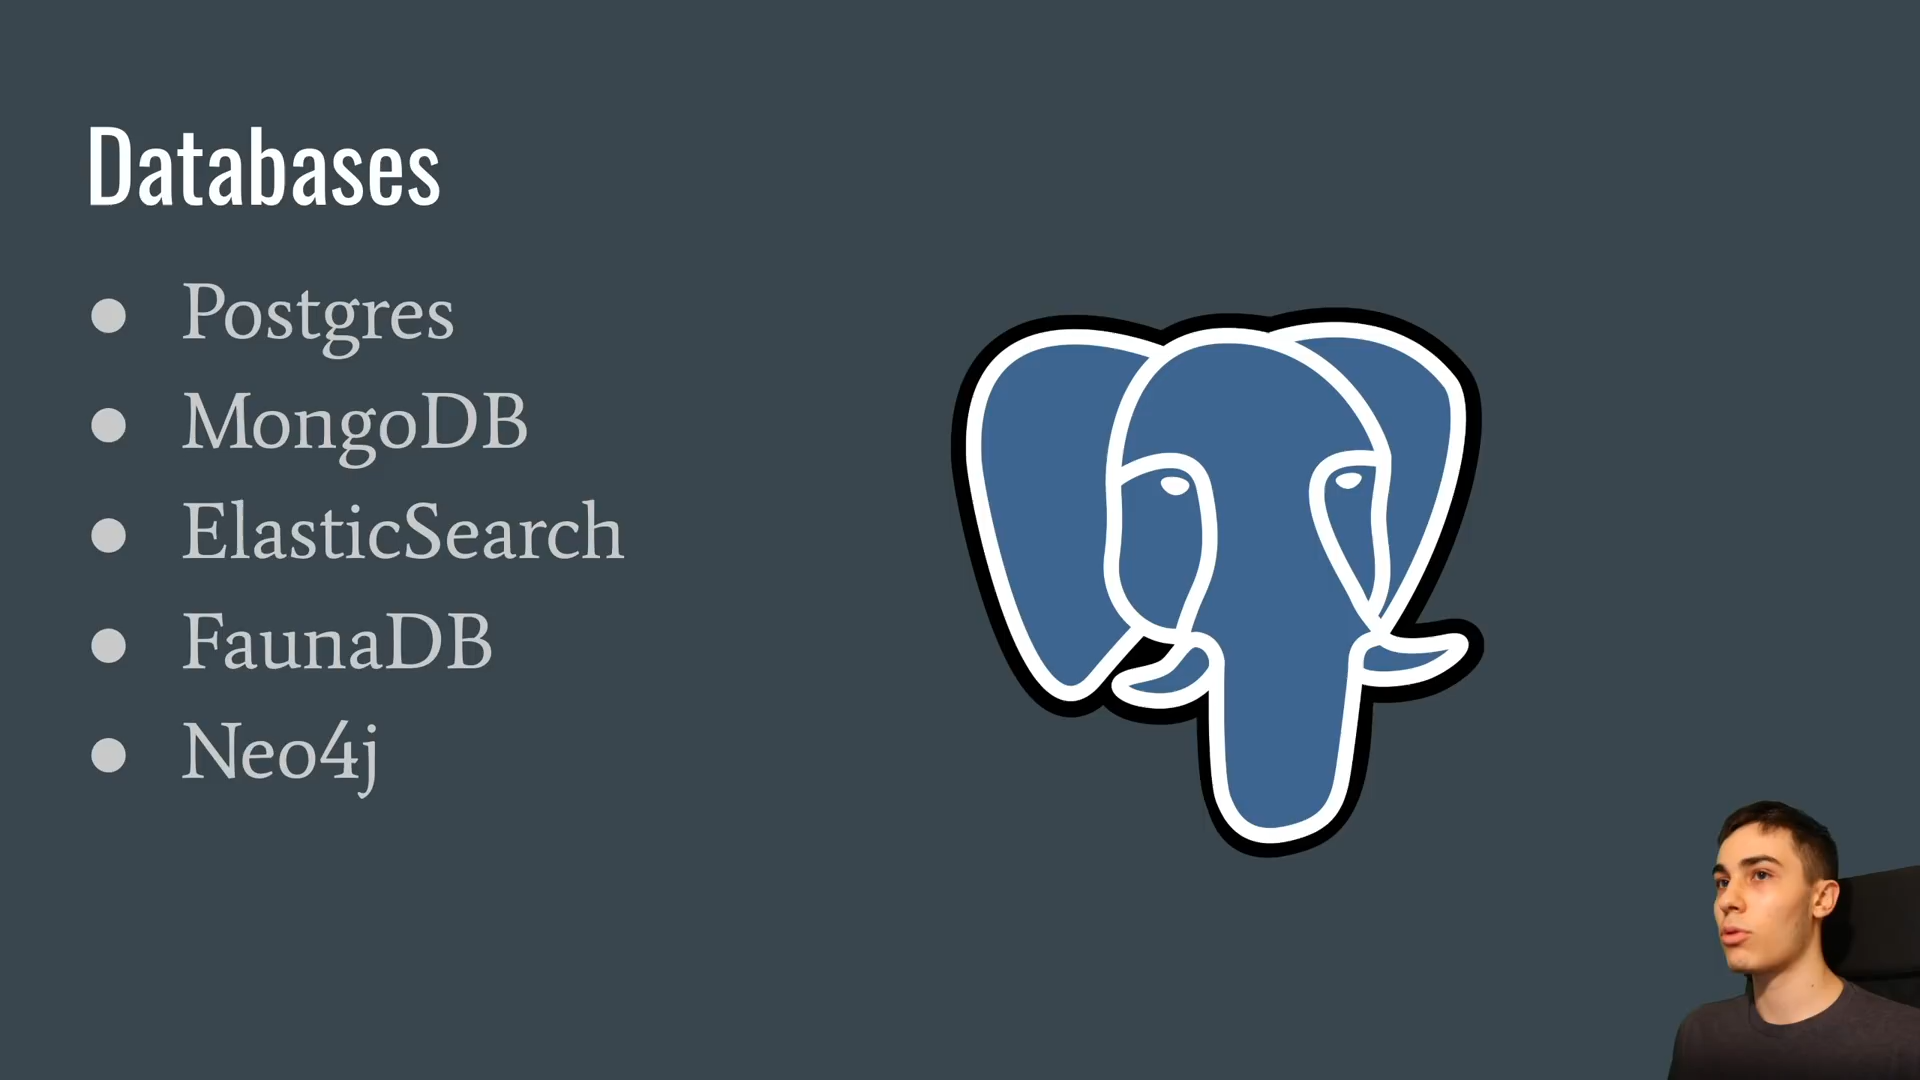 Databases
● Postgres
● MongoDB
● ElasticSearch
● FaunaDB
● Neo4j